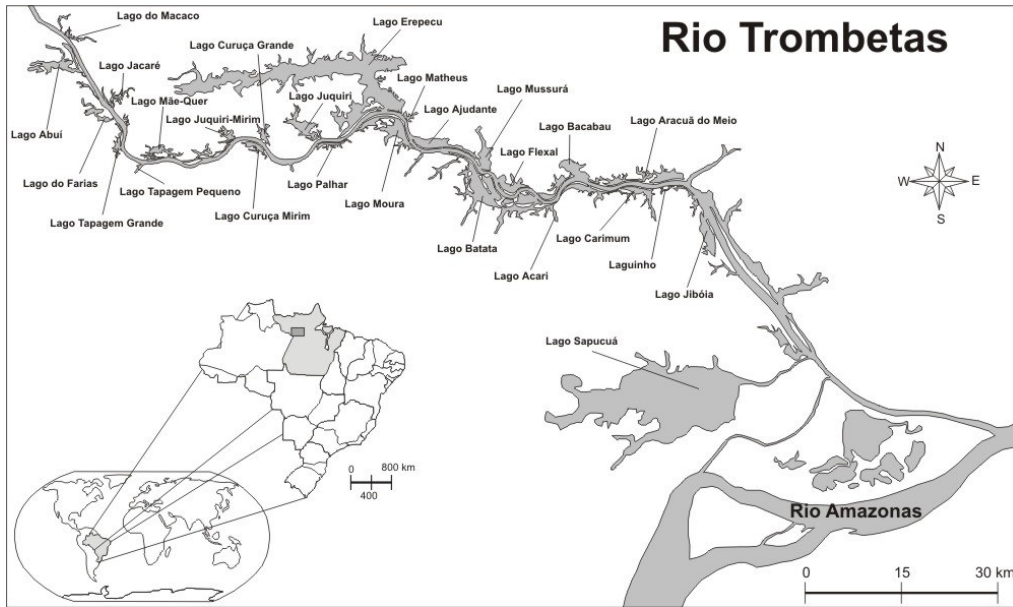 Rio Trombetas
Lago do Macaco
Lago Erepecu
Lago Curuça Grande
Lago Jacaré
Lago Matheus
Lago Mussurá
Lago Mãe-Quer
Lago Juquiri
Lago Ajudante
Lago Juquiri-Mirim
Lago Bacabau
Lago Aracuã do Meio
Lago Abuí
Lago Flexal
Lago do Farias
Lago Tapagem Pequeno
Lago Palhar
Lago Moura
Lago Tapagem Grande
Lago Curuça Mirim
Lago Batata
Lago Carimum
Lago Acari
Laguinho
Lago Jibóia
N
W
E
S
Lago Sapucuá
0
800 km
400
Rio Amazonas
0
15
30 km